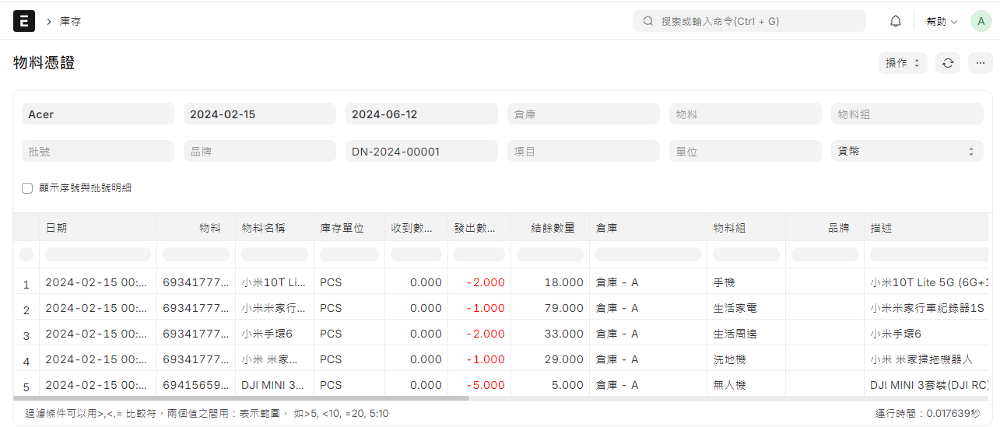 E > 庫存 搜索或輸入命令(Ctrl + G) 幫助 A
物料憑證 操作 ...
Acer 2024-02-15 2024-06-12 倉庫 物料 物料組
批號 品牌 DN-2024-00001 項目 單位 貨幣
顯示序號與批號明細
日期 物料 物料名稱 庫存單位 收到數... 發出數... 結餘數量 倉庫 物料組 品牌 描述
1 2024-02-15 00:... 69341777... 小米10T Li... PCS 0.000 -2.000 18.000 倉庫 - A 手機 小米10T Lite 5G (6G+1
2 2024-02-15 00:... 69341777... 小米米家行... PCS 0.000 -1.000 79.000 倉庫 - A 生活家電 小米米家行車紀錄器1S
3 2024-02-15 00:... 69341777... 小米手環6 PCS 0.000 -2.000 33.000 倉庫 - A 生活周邊 小米手環6
4 2024-02-15 00:... 69341777... 小米 米家... PCS 0.000 -1.000 29.000 倉庫 - A 洗地機 小米 米家掃拖機器人
5 2024-02-15 00:... 69415659... DJI MINI 3... PCS 0.000 -5.000 5.000 倉庫 - A 無人機 DJI MINI 3套裝(DJI RC)
過濾條件可以用>,<,= 比較符，兩個值之間用：表示範圍， 如>5, <10, =20, 5:10 運行時間：0.017639秒